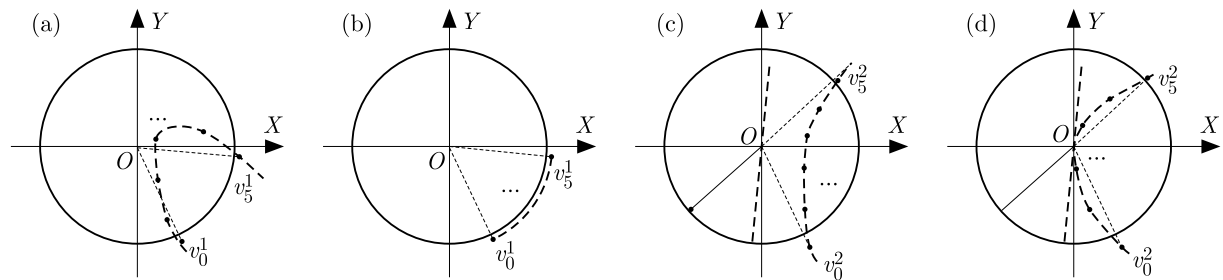 (a) Y
...
X
O
v_5^1
v_0^1
(b) Y
X
O
...
v_5^1
v_0^1
(c) Y
v_5^2
O X
...
v_0^2
(d) Y
v_5^2
O X
...
v_0^2